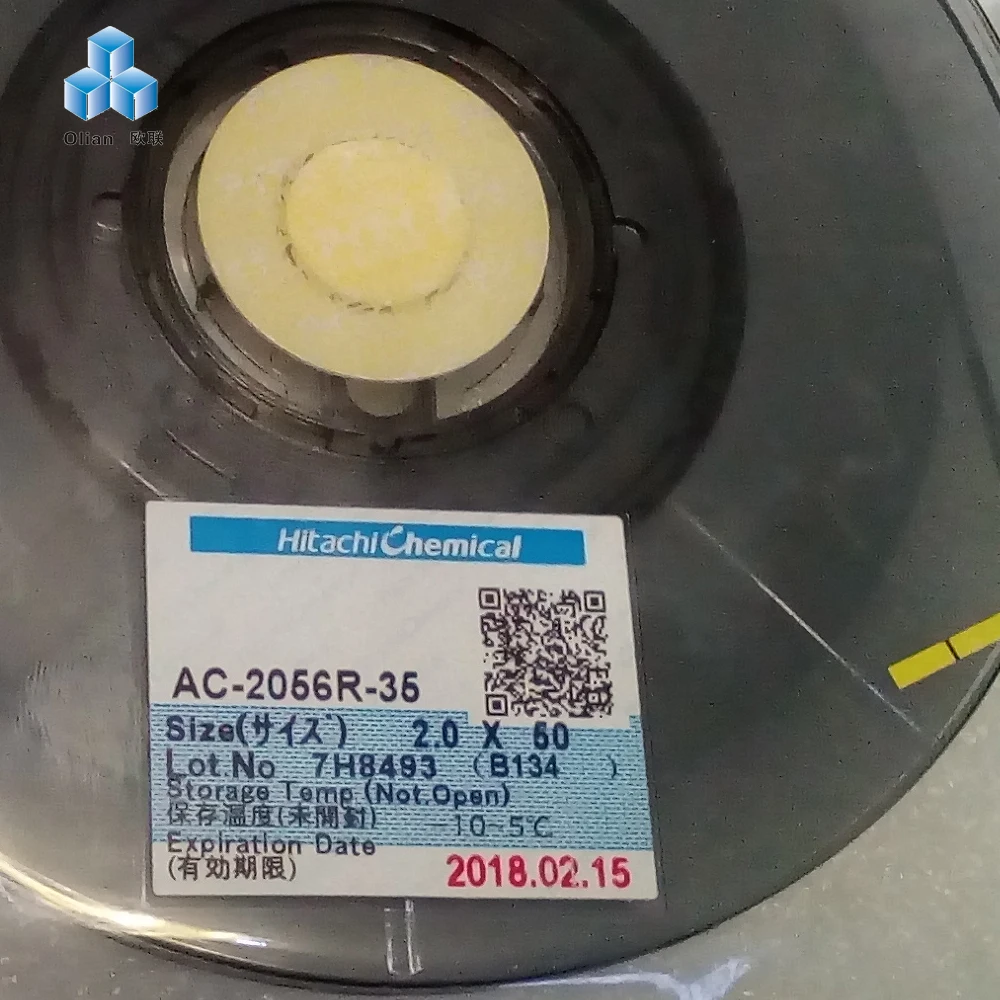 Olian 欧联
Hitachi Chemical
AC-2056R-35
Size(サイズ) 2.0 X 50
Lot.No 7H8493 (B134 )
Storage Temp.(Not.Open)
保存温度(未開封) -10~5℃
Expiration Date
(有効期限) 2018.02.15